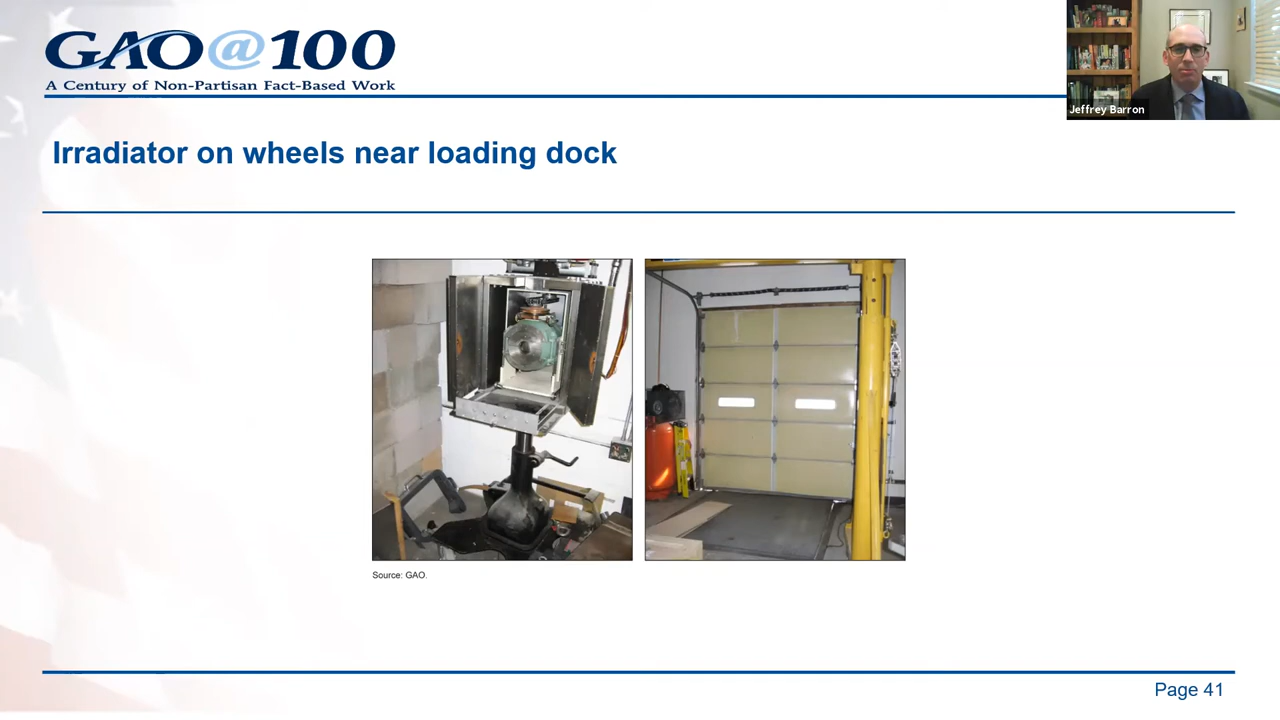 GAO@100
A Century of Non-Partisan Fact-Based Work
Jeffrey Barron
Irradiator on wheels near loading dock
Source: GAO.
Page 41